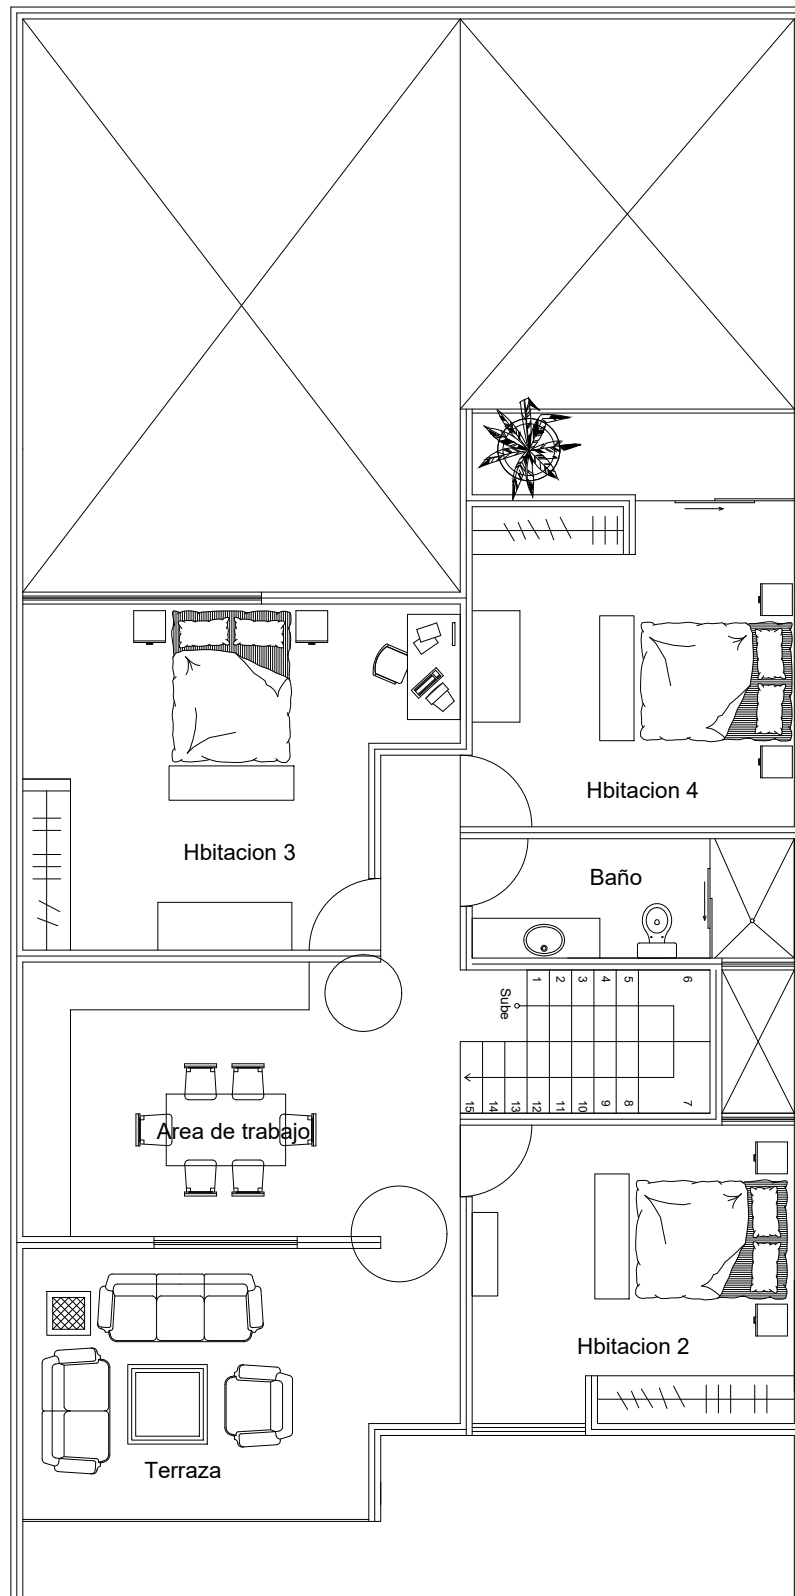 Hbitacion 4
Hbitacion 3
Baño
1 2 3 4 5 6
Sube
15 14 13 12 11 10 9 8 7
Area de trabajo
Hbitacion 2
Terraza